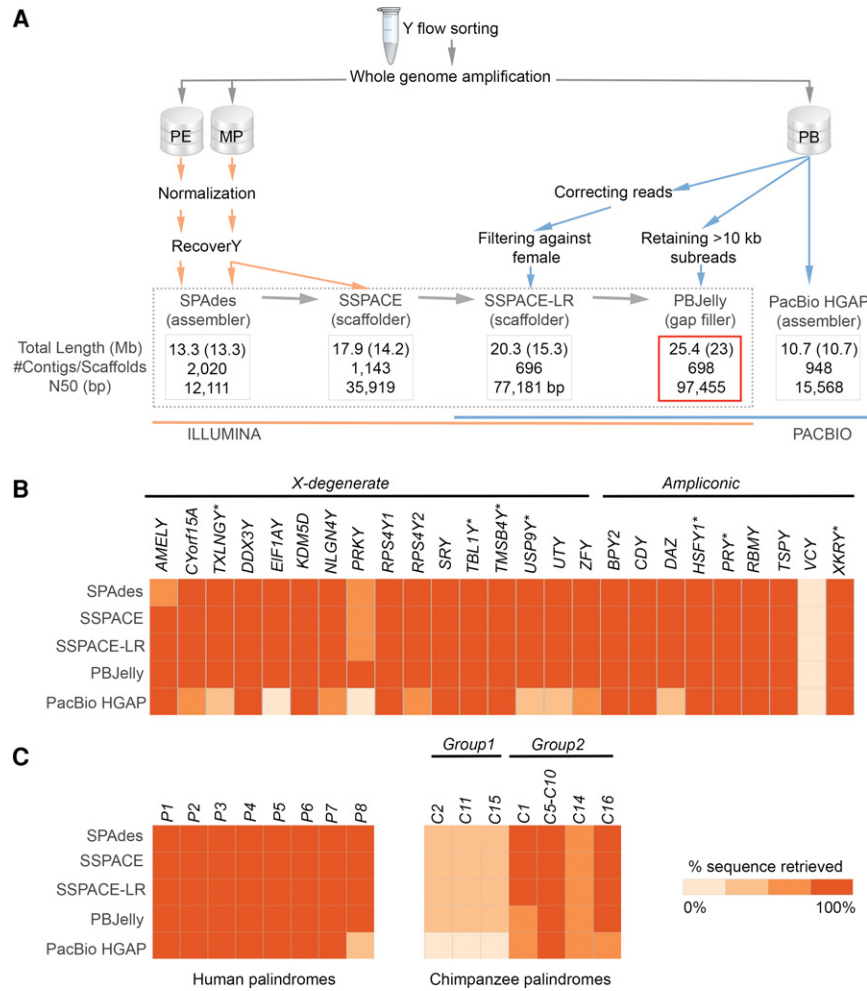 A
Y flow sorting
Whole genome amplification
PE
MP
PB
Normalization
Correcting reads
RecoverY
Filtering against
female
Retaining >10 kb
subreads
SPAdes
(assembler)
SSPACE
(scaffolder)
SSPACE-LR
(scaffolder)
PBJelly
(gap filler)
PacBio HGAP
(assembler)
Total Length (Mb) 13.3 (13.3) 17.9 (14.2) 20.3 (15.3) 25.4 (23) 10.7 (10.7)
#Contigs/Scaffolds 2,020 1,143 696 698 948
N50 (bp) 12,111 35,919 77,181 bp 97,455 15,568
ILLUMINA
PACBIO
B
X-degenerate
Ampliconic
AMELY
CYorf15A
TXLNGY*
DDX3Y
EIF1AY
KDM5D
NLGN4Y
PRKY
RPS4Y1
RPS4Y2
SRY
TBL1Y*
TMSB4Y*
USP9Y*
UTY
ZFY
BPY2
CDY
DAZ
HSFY1*
PRY*
RBMY
TSPY
VCY
XKRY*
SPAdes
SSPACE
SSPACE-LR
PBJelly
PacBio HGAP
C
Group1
Group2
P1
P2
P3
P4
P5
P6
P7
P8
C2
C11
C15
C1
C5-C10
C14
C16
SPAdes
SSPACE
SSPACE-LR
PBJelly
PacBio HGAP
% sequence retrieved
0%
100%
Human palindromes
Chimpanzee palindromes